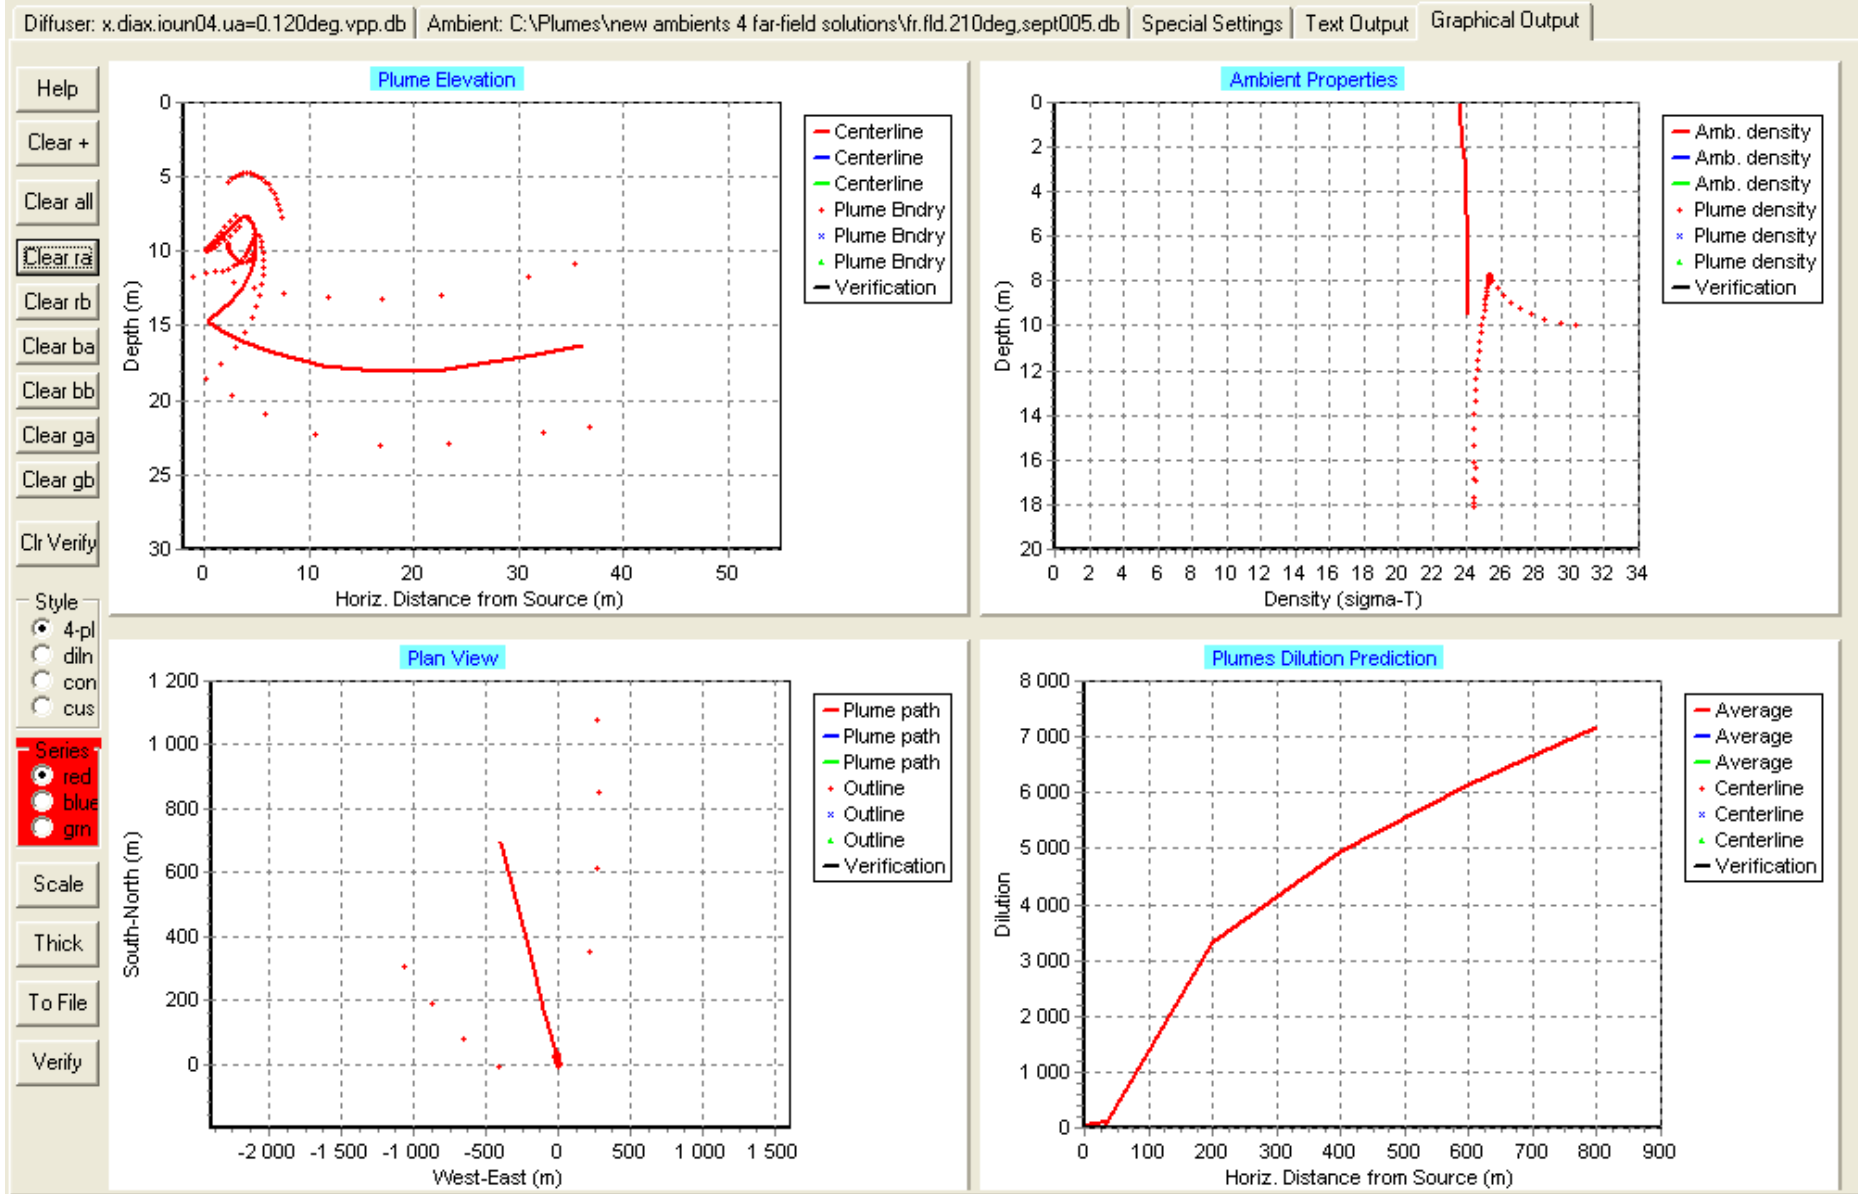 Diffuser: x.diax.ioun04.ua=0.120deg.vpp.db Ambient: C:\Plumes\new ambients 4 far-field solutions\fr.fld.210deg,sept005.db Special Settings Text Output Graphical Output
Help
Clear +
Clear all
Clear ra
Clear rb
Clear ba
Clear bb
Clear ga
Clear gb
Clr Verify
Style
4-pl
diln
con
cus
Series
red
blue
grn
Scale
Thick
To File
Verify
Plume Elevation
0
5
10
15
20
25
30
Depth (m)
0 10 20 30 40 50
Horiz. Distance from Source (m)
Centerline
Centerline
Centerline
Plume Bndry
Plume Bndry
Plume Bndry
Verification
Ambient Properties
0
2
4
6
8
10
12
14
16
18
20
Depth (m)
0 2 4 6 8 10 12 14 16 18 20 22 24 26 28 30 32 34
Density (sigma-T)
Amb. density
Amb. density
Amb. density
Plume density
Plume density
Plume density
Verification
Plan View
1 200
1 000
800
600
400
200
0
South-North (m)
-2 000 -1 500 -1 000 -500 0 500 1 000 1 500
West-East (m)
Plume path
Plume path
Plume path
Outline
Outline
Outline
Verification
Plumes Dilution Prediction
8 000
7 000
6 000
5 000
4 000
3 000
2 000
1 000
0
Dilution
0 100 200 300 400 500 600 700 800 900
Horiz. Distance from Source (m)
Average
Average
Average
Centerline
Centerline
Centerline
Verification